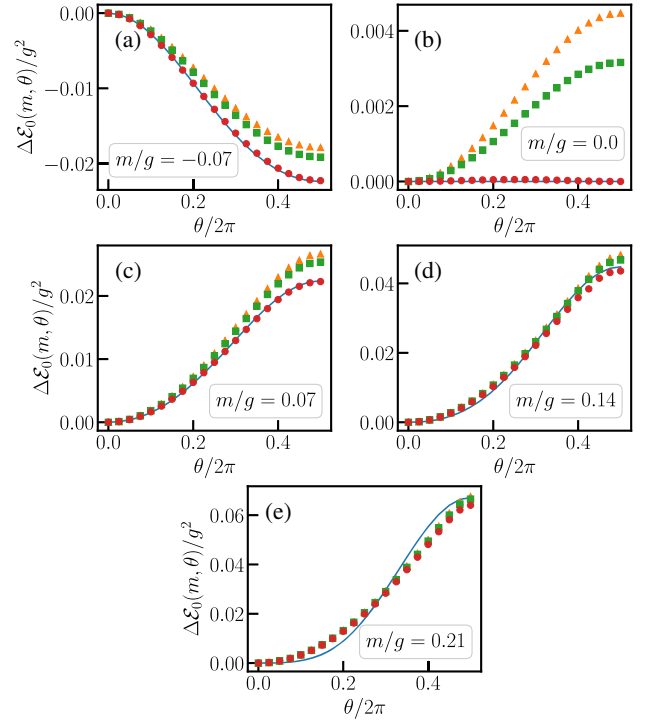 (a)
Δℰ₀(m, θ)/g²
0.00
−0.01
−0.02
m/g = −0.07
0.0 0.2 0.4
θ/2π
(b)
0.004
0.002
0.000
m/g = 0.0
0.0 0.2 0.4
θ/2π
(c)
Δℰ₀(m, θ)/g²
0.02
0.01
0.00
m/g = 0.07
0.0 0.2 0.4
θ/2π
(d)
0.04
0.02
0.00
m/g = 0.14
0.0 0.2 0.4
θ/2π
(e)
Δℰ₀(m, θ)/g²
0.06
0.04
0.02
0.00
m/g = 0.21
0.0 0.2 0.4
θ/2π